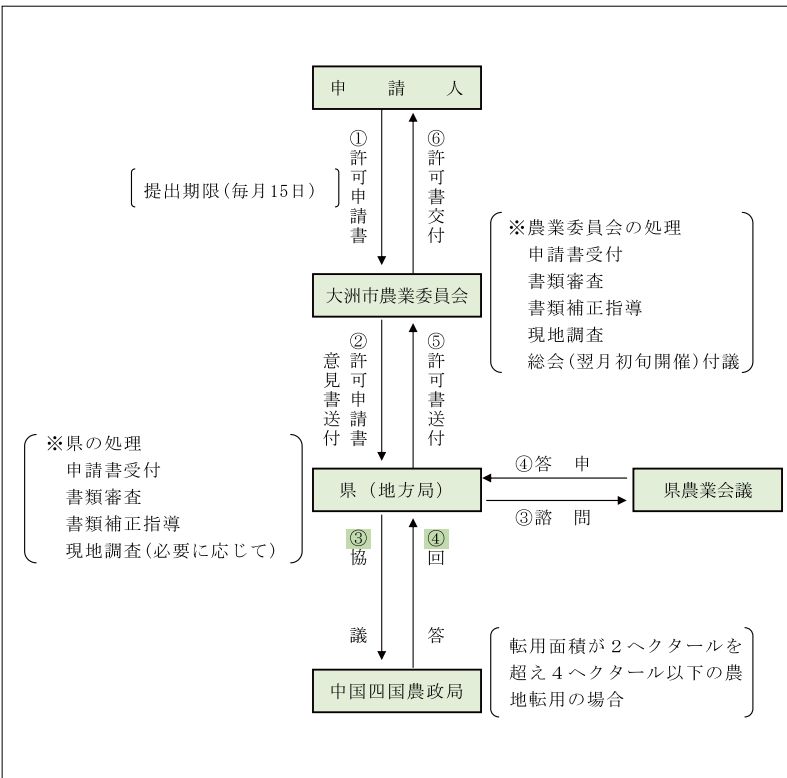 申請人
①許可申請書
⑥許可書交付
提出期限(毎月15日)
※農業委員会の処理
申請書受付
書類審査
書類補正指導
現地調査
総会(翌月初旬開催)付議
大洲市農業委員会
②許可申請書
意見書送付
⑤許可書送付
※県の処理
申請書受付
書類審査
書類補正指導
現地調査(必要に応じて)
県(地方局)
④答申
③諮問
県農業会議
③協議
④回答
中国四国農政局
転用面積が2ヘクタールを
超え4ヘクタール以下の農
地転用の場合